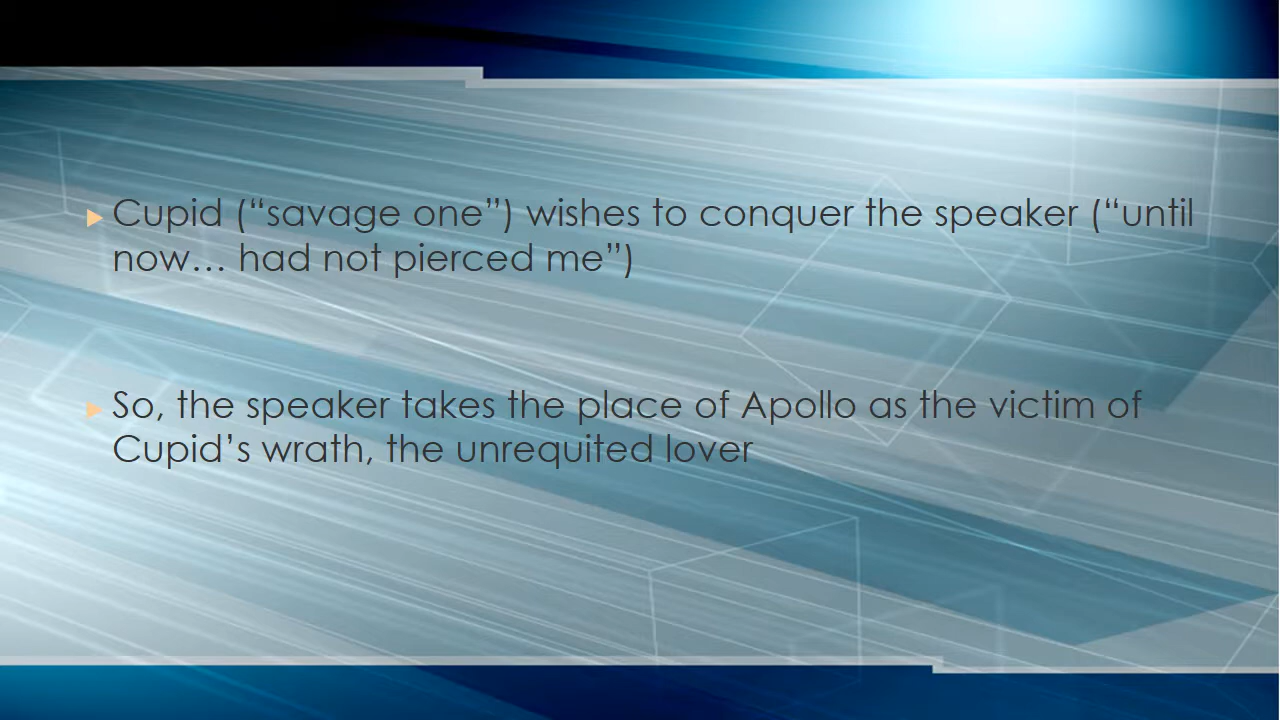 Cupid (“savage one”) wishes to conquer the speaker (“until
now… had not pierced me”)
So, the speaker takes the place of Apollo as the victim of
Cupid’s wrath, the unrequited lover